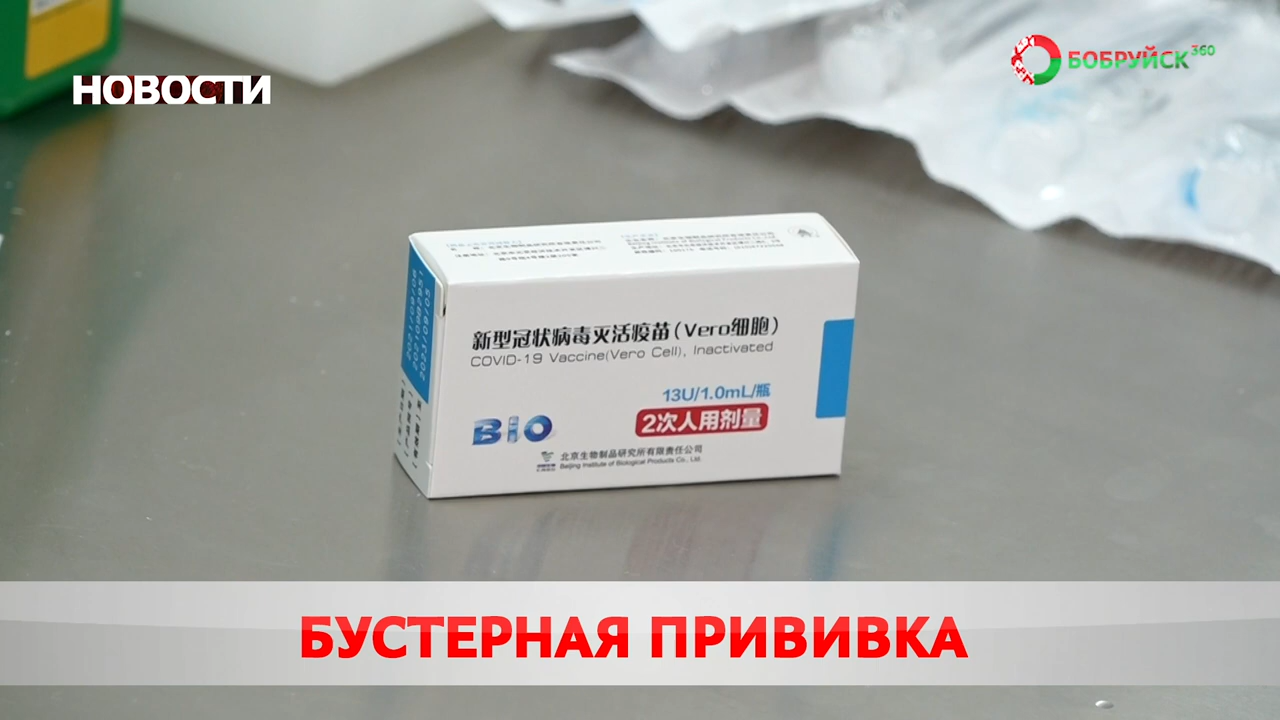 НОВОСТИ
БОБРУЙСК 360
新型冠状病毒灭活疫苗(Vero细胞)
COVID-19 Vaccine(Vero Cell), Inactivated
13U/1.0mL/瓶
2次人用剂量
BIO
北京生物制品研究所有限责任公司
Beijing Institute of Biological Products Co., Ltd.
БУСТЕРНАЯ ПРИВИВКА